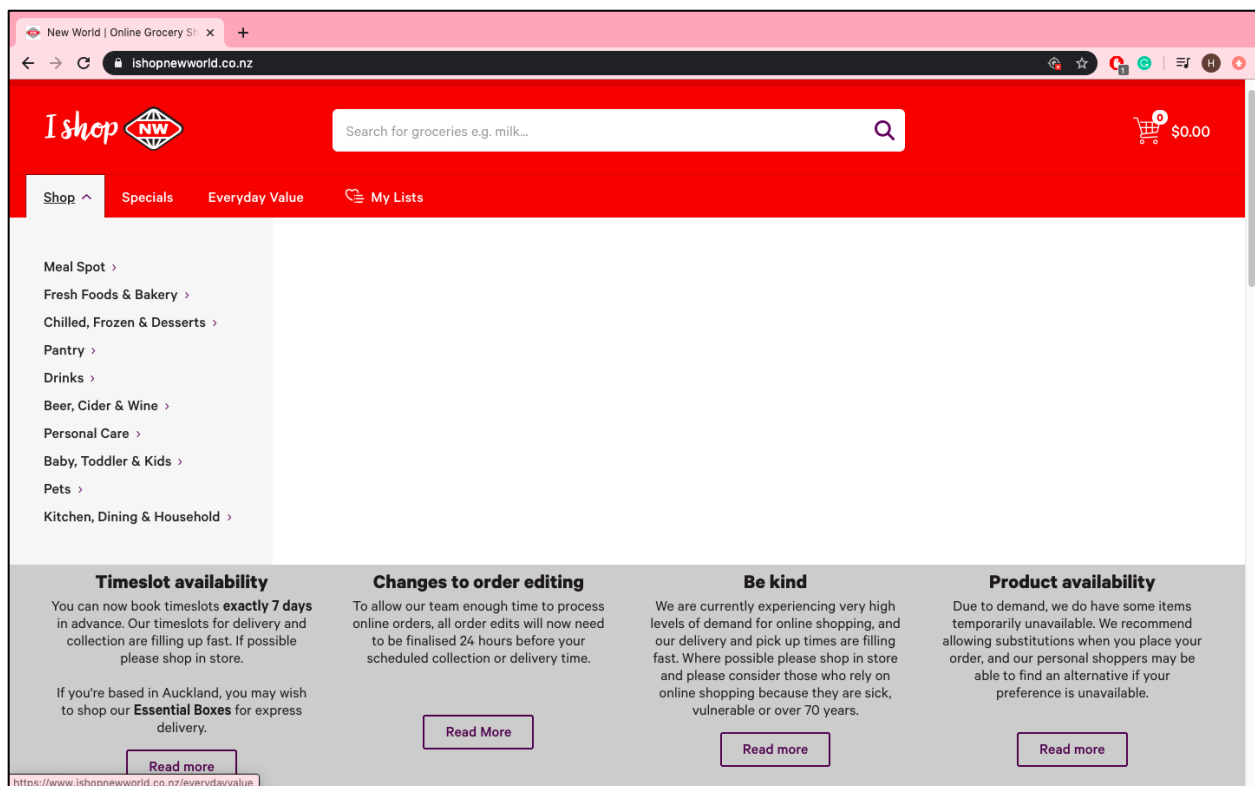 New World | Online Grocery Sh
ishopnewworld.co.nz
1
H
I shop NW
Search for groceries e.g. milk...
0
$0.00
Shop
Specials
Everyday Value
My Lists
Meal Spot
Fresh Foods & Bakery
Chilled, Frozen & Desserts
Pantry
Drinks
Beer, Cider & Wine
Personal Care
Baby, Toddler & Kids
Pets
Kitchen, Dining & Household
Timeslot availability
You can now book timeslots exactly 7 days
in advance. Our timeslots for delivery and
collection are filling up fast. If possible
please shop in store.
If you're based in Auckland, you may wish
to shop our Essential Boxes for express
delivery.
Read more
Changes to order editing
To allow our team enough time to process
online orders, all order edits will now need
to be finalised 24 hours before your
scheduled collection or delivery time.
Read More
Be kind
We are currently experiencing very high
levels of demand for online shopping, and
our delivery and pick up times are filling
fast. Where possible please shop in store
and please consider those who rely on
online shopping because they are sick,
vulnerable or over 70 years.
Read more
Product availability
Due to demand, we do have some items
temporarily unavailable. We recommend
allowing substitutions when you place your
order, and our personal shoppers may be
able to find an alternative if your
preference is unavailable.
Read more
https://www.ishopnewworld.co.nz/everydayvalue